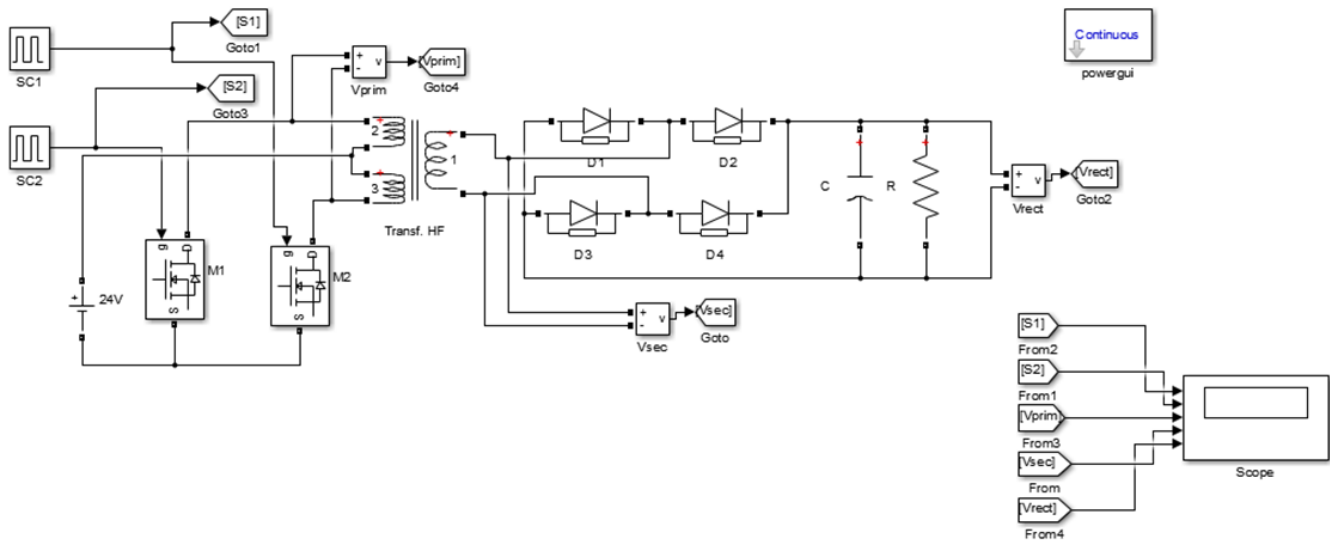 [S1]
Goto1
SC1
[S2]
Goto3
SC2
+
-
v
Vprim
[Vprim]
Goto4
Continuous
powergui
2
3
1
Transf. HF
D1
D2
D3
D4
C
R
+
-
v
Vrect
[Vrect]
Goto2
g
D
S
M1
g
D
S
M2
+
24V
+
-
v
Vsec
[Vsec]
Goto
[S1]
From2
[S2]
From1
[Vprim]
From3
[Vsec]
From
[Vrect]
From4
Scope